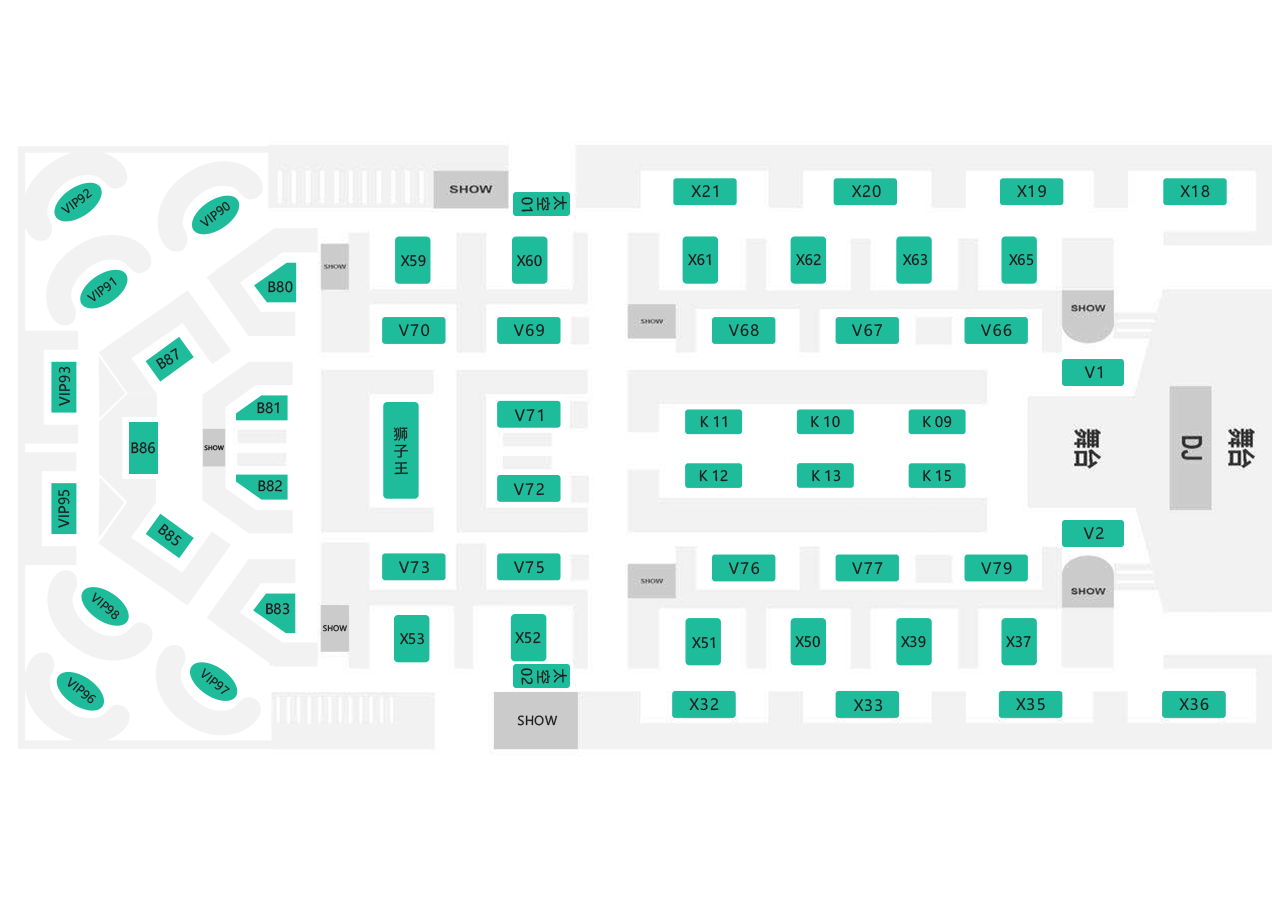 SHOW
太空01
X21
X20
X19
X18
VIP92
VIP90
VIP91
B80
SHOW
X59
X60
X61
X62
X63
X65
V70
V69
SHOW
V68
V67
V66
SHOW
V1
B87
VIP93
B81
狮子王
V71
K 11
K 10
K 09
B86
SHOW
舞台
DJ
舞台
B82
V72
K 12
K 13
K 15
VIP95
B85
V2
V73
V75
SHOW
V76
V77
V79
SHOW
VIP98
B83
SHOW
X53
X52
X51
X50
X39
X37
太空02
VIP96
VIP97
SHOW
X32
X33
X35
X36